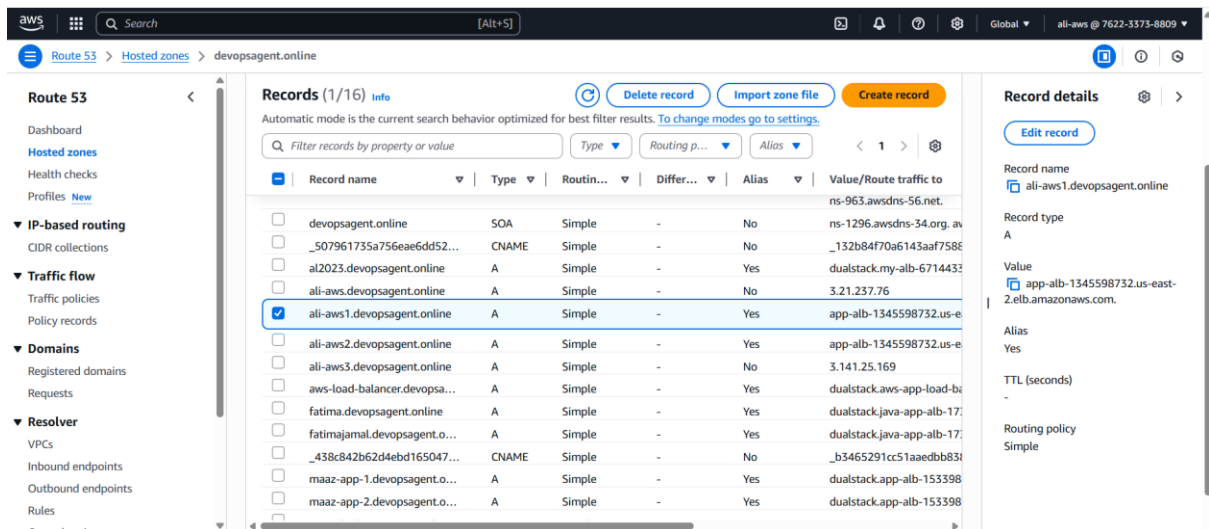 aws
Search [Alt+S]
Global ▼
ali-aws @ 7622-3373-8809 ▼
Route 53 > Hosted zones > devopsagent.online
Route 53
Dashboard
Hosted zones
Health checks
Profiles New
▼ IP-based routing
CIDR collections
▼ Traffic flow
Traffic policies
Policy records
▼ Domains
Registered domains
Requests
▼ Resolver
VPCs
Inbound endpoints
Outbound endpoints
Rules
Records (1/16) Info
Delete record
Import zone file
Create record
Automatic mode is the current search behavior optimized for best filter results. To change modes go to settings.
Filter records by property or value
Type ▼
Routing p... ▼
Alias ▼
< 1 >
Record name Type Routin... Differ... Alias Value/Route traffic to
ns-963.awsdns-56.net.
devopsagent.online SOA Simple - No ns-1296.awsdns-34.org. aw
_507961735a756eae6dd52... CNAME Simple - No _132b84f70a6143aaf7588
al2023.devopsagent.online A Simple - Yes dualstack.my-alb-6714433
ali-aws.devopsagent.online A Simple - No 3.21.237.76
ali-aws1.devopsagent.online A Simple - Yes app-alb-1345598732.us-ea
ali-aws2.devopsagent.online A Simple - Yes app-alb-1345598732.us-ea
ali-aws3.devopsagent.online A Simple - No 3.141.25.169
aws-load-balancer.devopsa... A Simple - Yes dualstack.aws-app-load-ba
fatima.devopsagent.online A Simple - Yes dualstack.java-app-alb-17
fatimajamal.devopsagent.o... A Simple - Yes dualstack.java-app-alb-17
_438c842b62d4ebd165047... CNAME Simple - No _b3465291cc51aaedbb838
maaz-app-1.devopsagent.o... A Simple - Yes dualstack.app-alb-153398
maaz-app-2.devopsagent.o... A Simple - Yes dualstack.app-alb-153398
Record details
Edit record
Record name
ali-aws1.devopsagent.online
Record type
A
Value
app-alb-1345598732.us-east-
2.elb.amazonaws.com.
Alias
Yes
TTL (seconds)
-
Routing policy
Simple